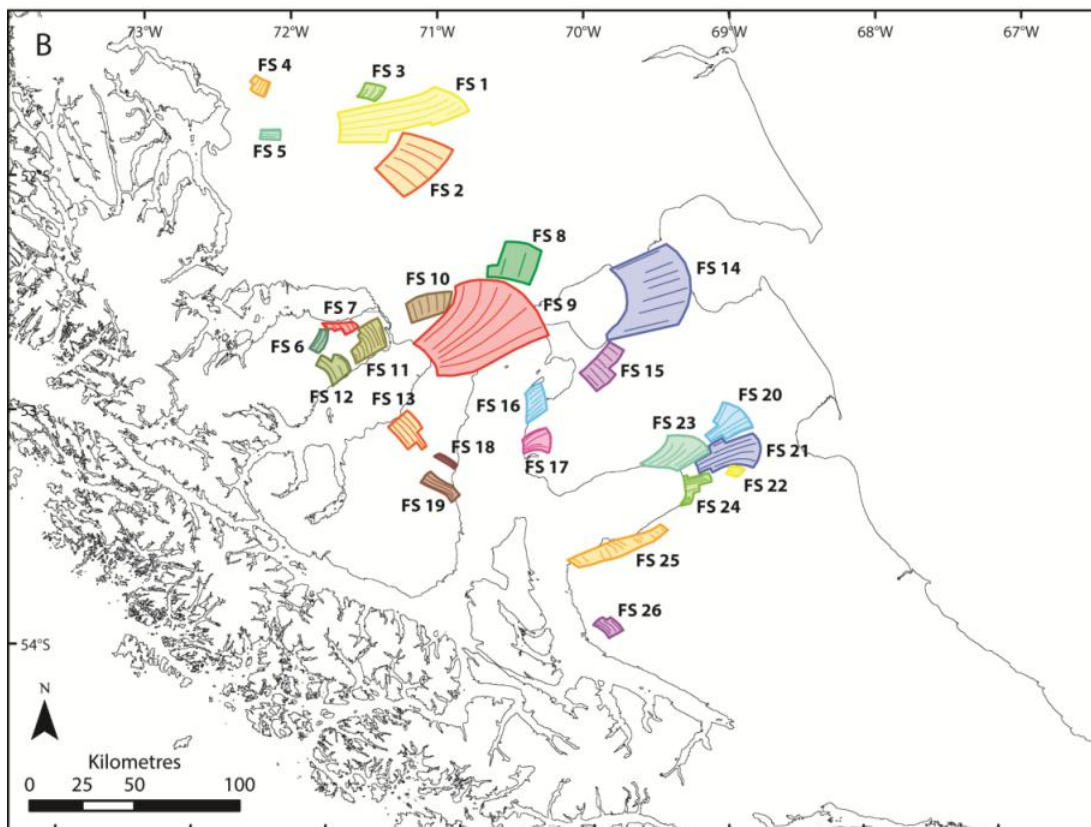 73°W 72°W 71°W 70°W 69°W 68°W 67°W
B
FS 4
FS 3
FS 1
FS 5
52°S
FS 2
FS 8
FS 14
FS 10
FS 7
FS 9
FS 6
FS 11
FS 15
FS 12
FS 13
53°S
FS 16
FS 20
FS 23
FS 21
FS 18
FS 17
FS 22
FS 19
FS 24
FS 25
FS 26
54°S
N
Kilometres
0 25 50 100